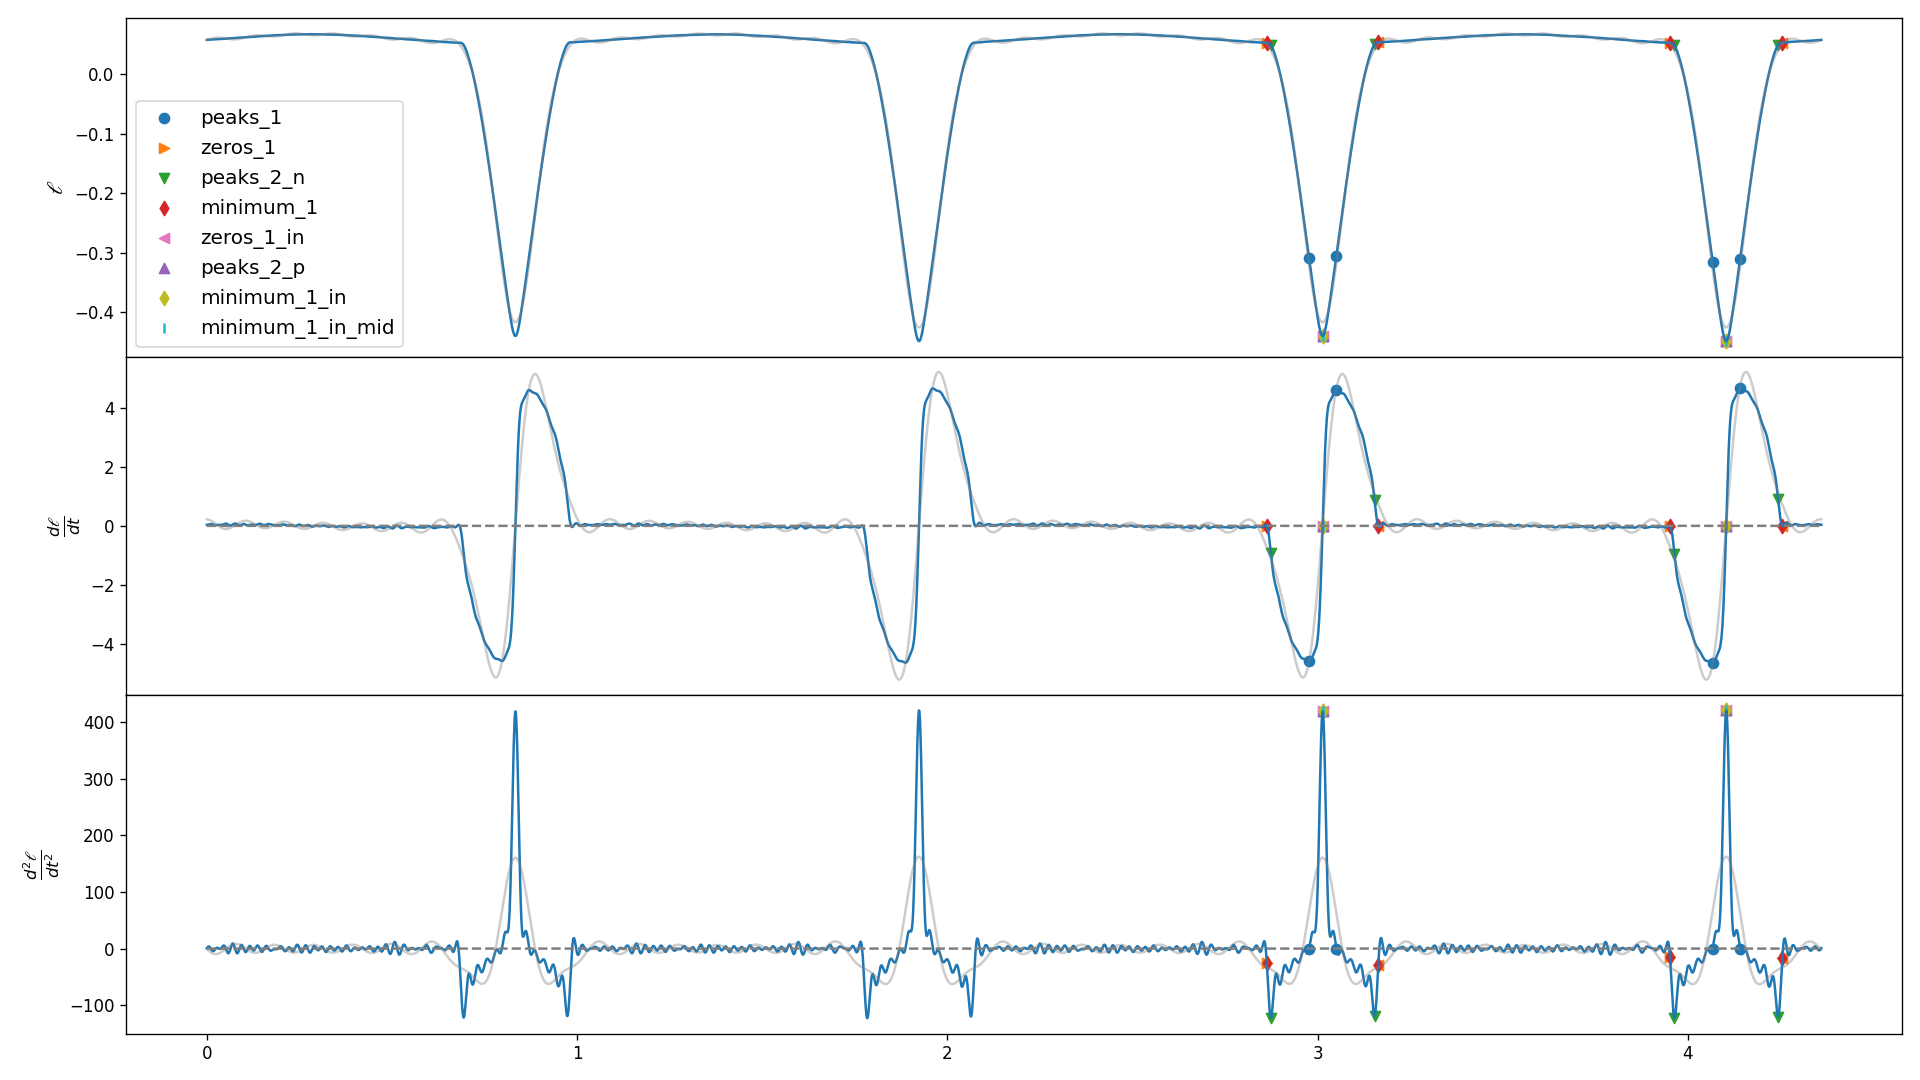 0.0
−0.1
−0.2
−0.3
−0.4
ℓ
peaks_1
zeros_1
peaks_2_n
minimum_1
zeros_1_in
peaks_2_p
minimum_1_in
minimum_1_in_mid
4
2
0
−2
−4
dℓ
dt
400
300
200
100
0
−100
d²ℓ
dt²
0 1 2 3 4